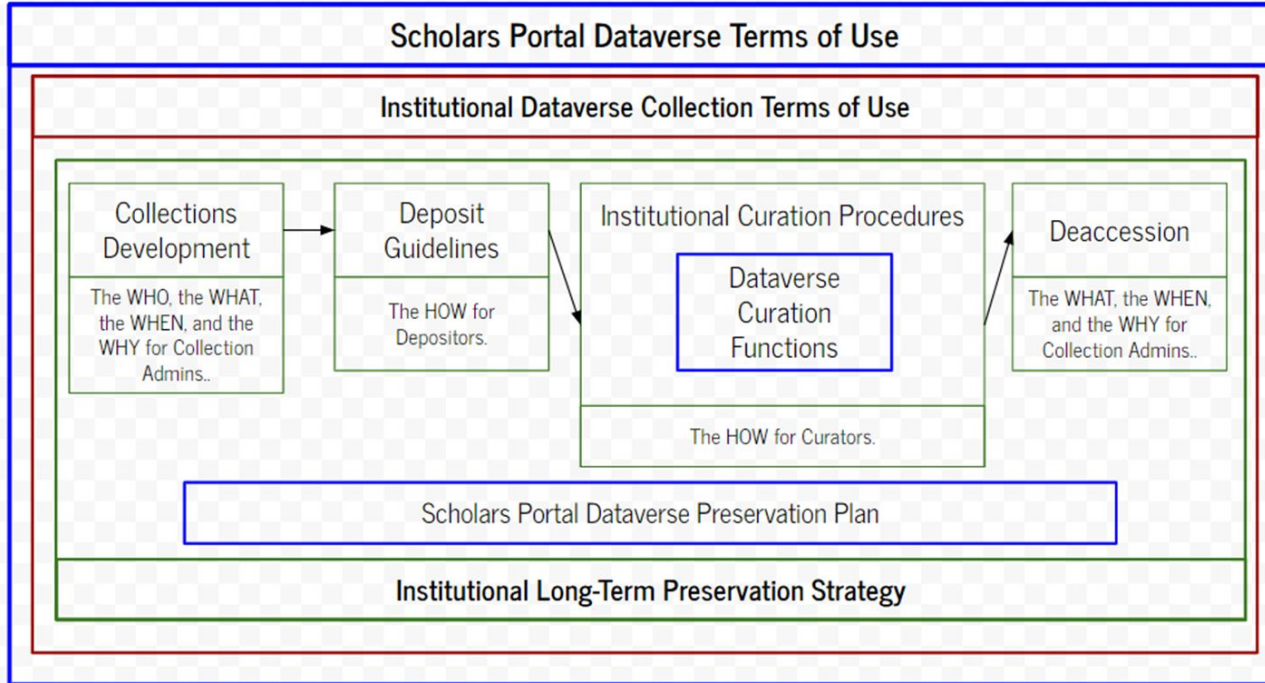 Scholars Portal Dataverse Terms of Use
Institutional Dataverse Collection Terms of Use
Collections
Development
The WHO, the WHAT,
the WHEN, and the
WHY for Collection
Admins..
Deposit
Guidelines
The HOW for
Depositors.
Institutional Curation Procedures
Dataverse
Curation
Functions
The HOW for Curators.
Deaccession
The WHAT, the WHEN,
and the WHY for
Collection Admins..
Scholars Portal Dataverse Preservation Plan
Institutional Long-Term Preservation Strategy